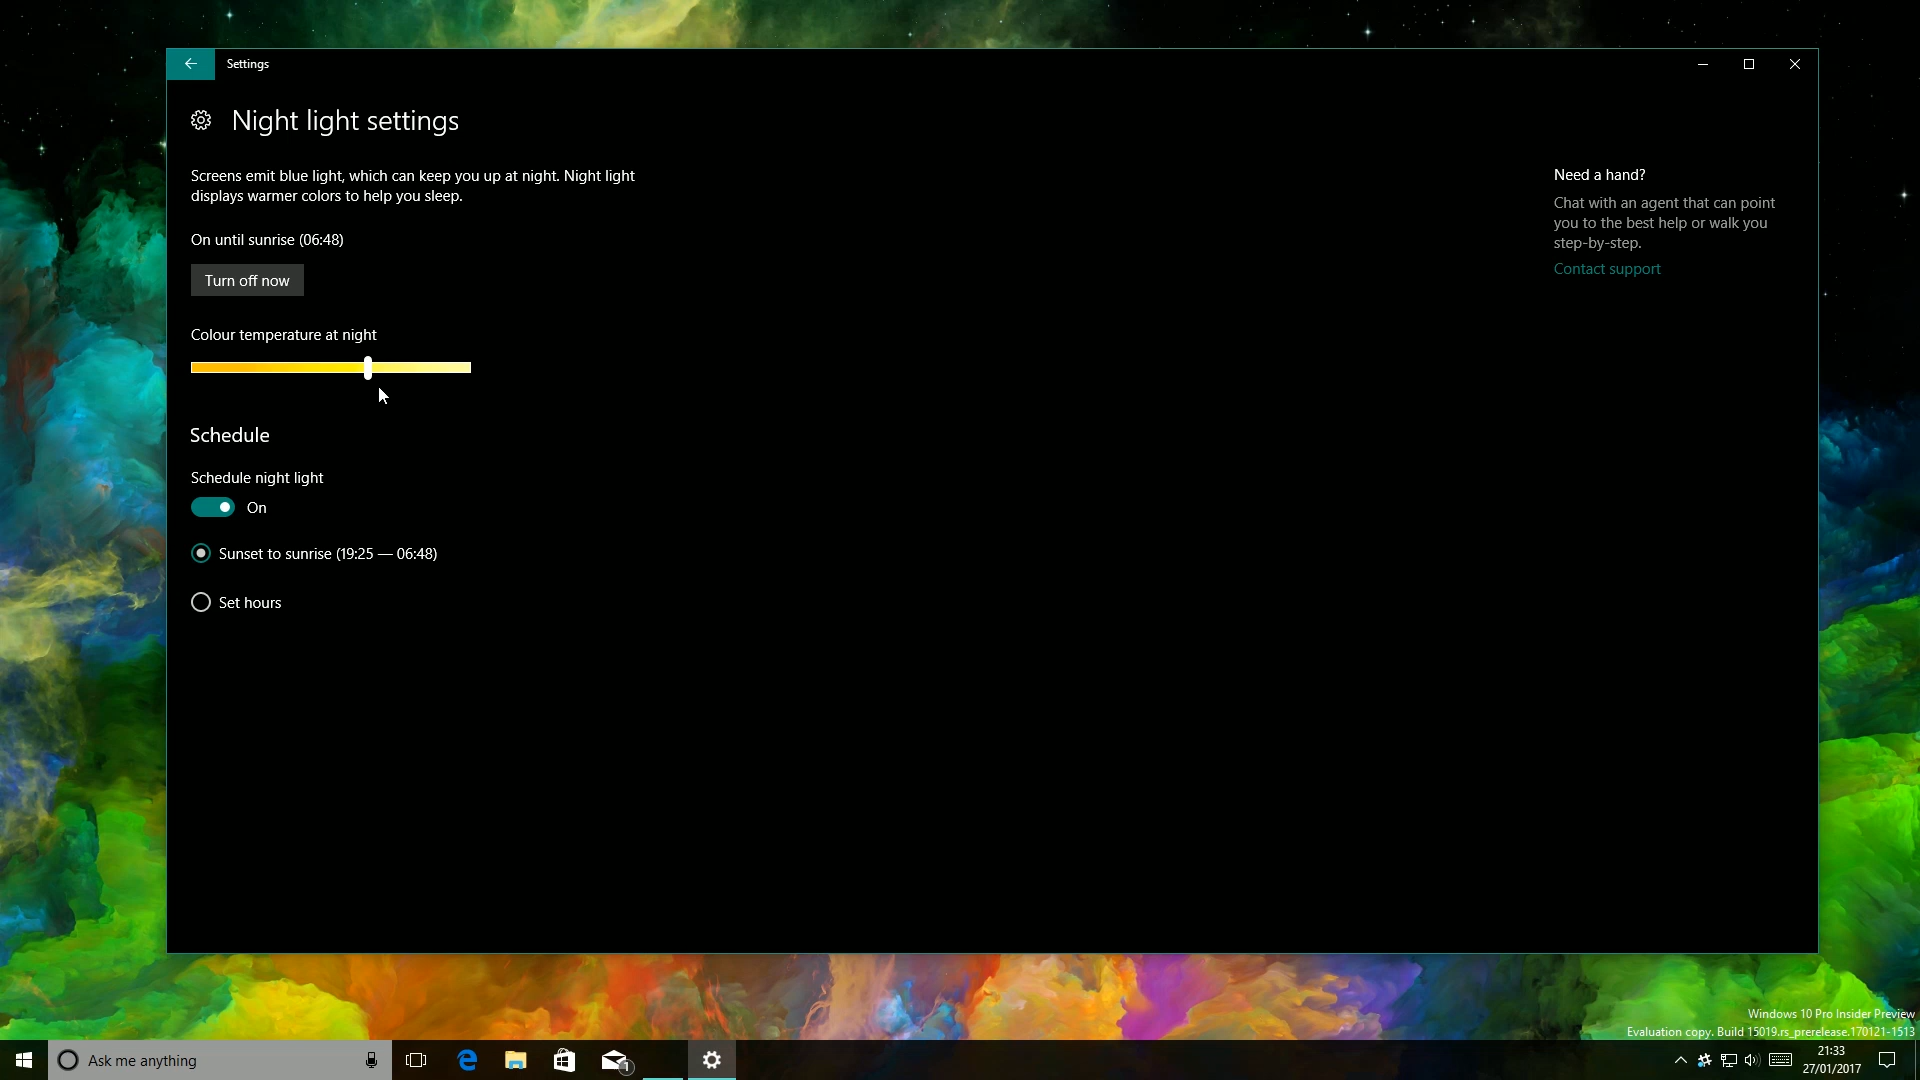 Settings
Night light settings
Screens emit blue light, which can keep you up at night. Night light
displays warmer colors to help you sleep.
On until sunrise (06:48)
Turn off now
Colour temperature at night
Schedule
Schedule night light
On
Sunset to sunrise (19:25 — 06:48)
Set hours
Need a hand?
Chat with an agent that can point
you to the best help or walk you
step-by-step.
Contact support
Windows 10 Pro Insider Preview
Evaluation copy. Build 15019.rs_prerelease.170121-1513
Ask me anything
1
21:33
27/01/2017